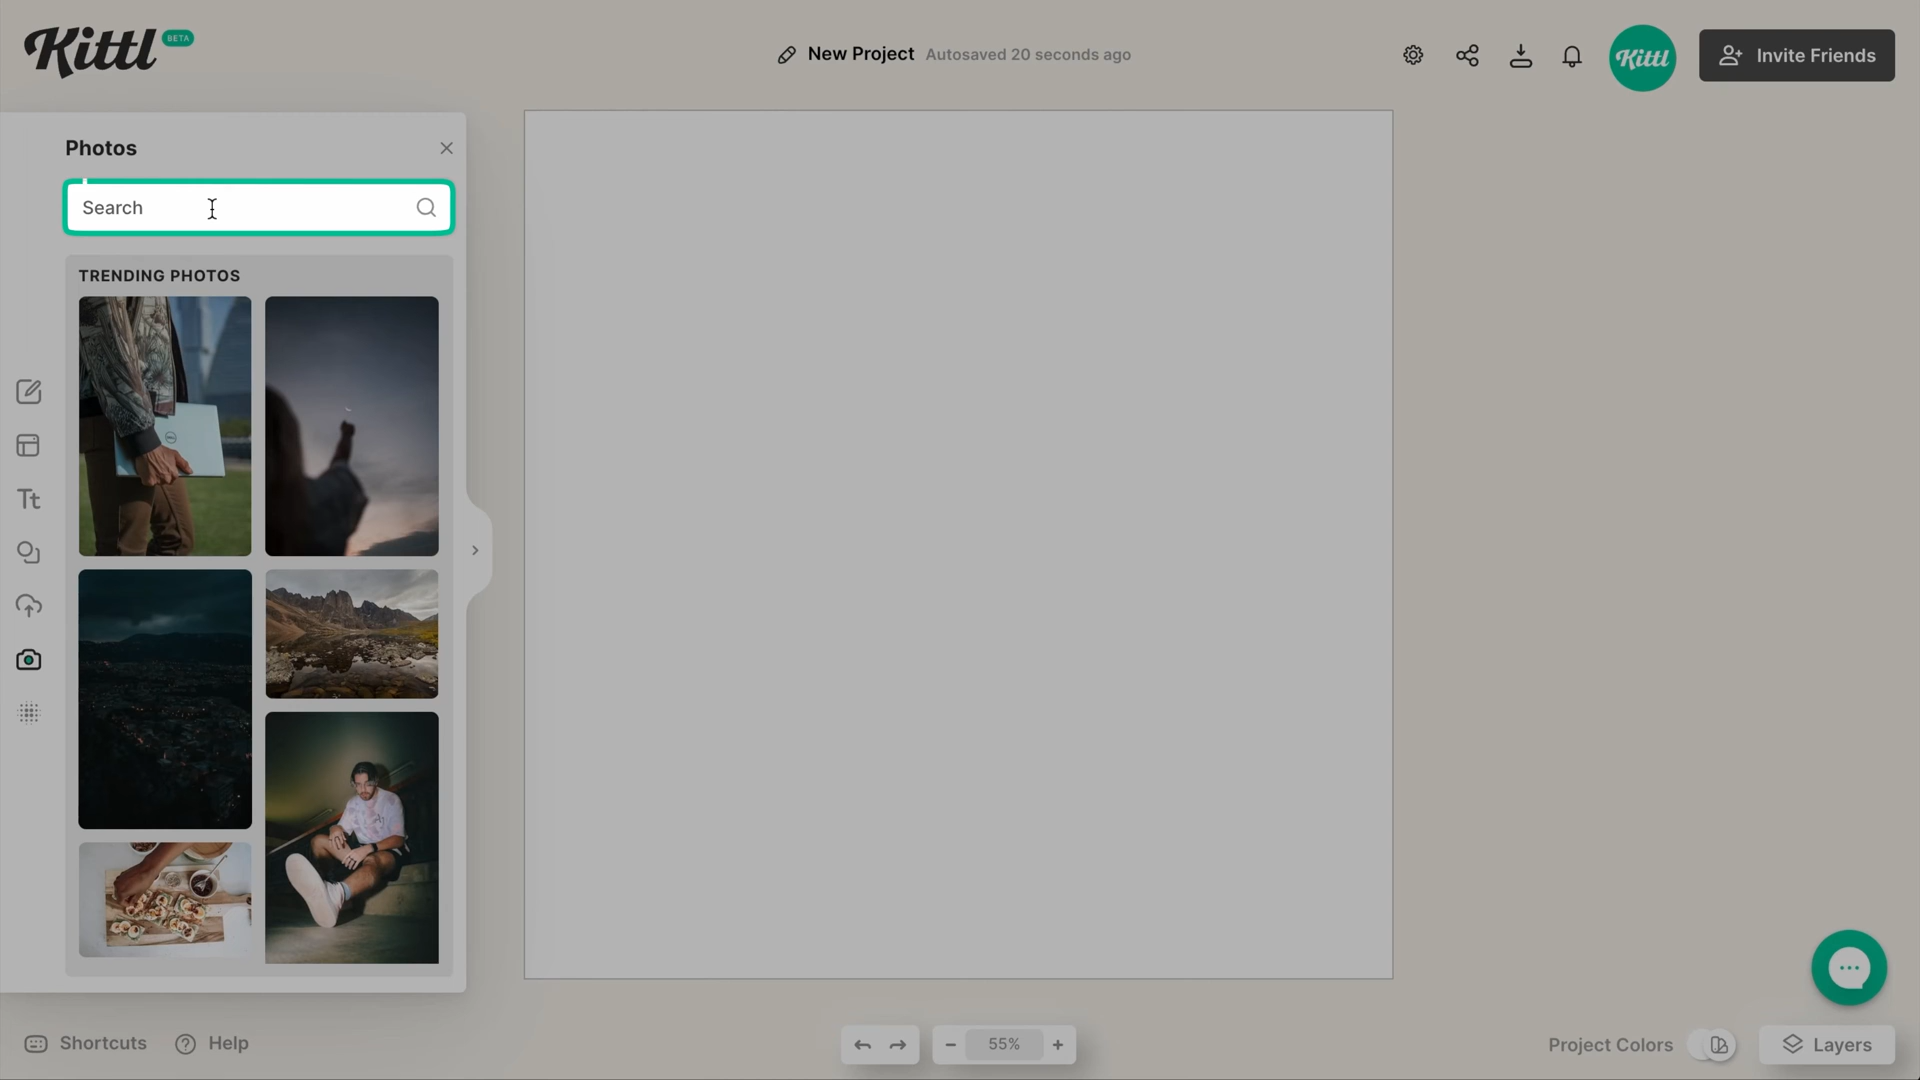 Kittl BETA
New Project Autosaved 20 seconds ago
Kittl
Invite Friends
Photos
Search
TRENDING PHOTOS
DELL
Tt
Shortcuts
Help
55%
Project Colors
Layers